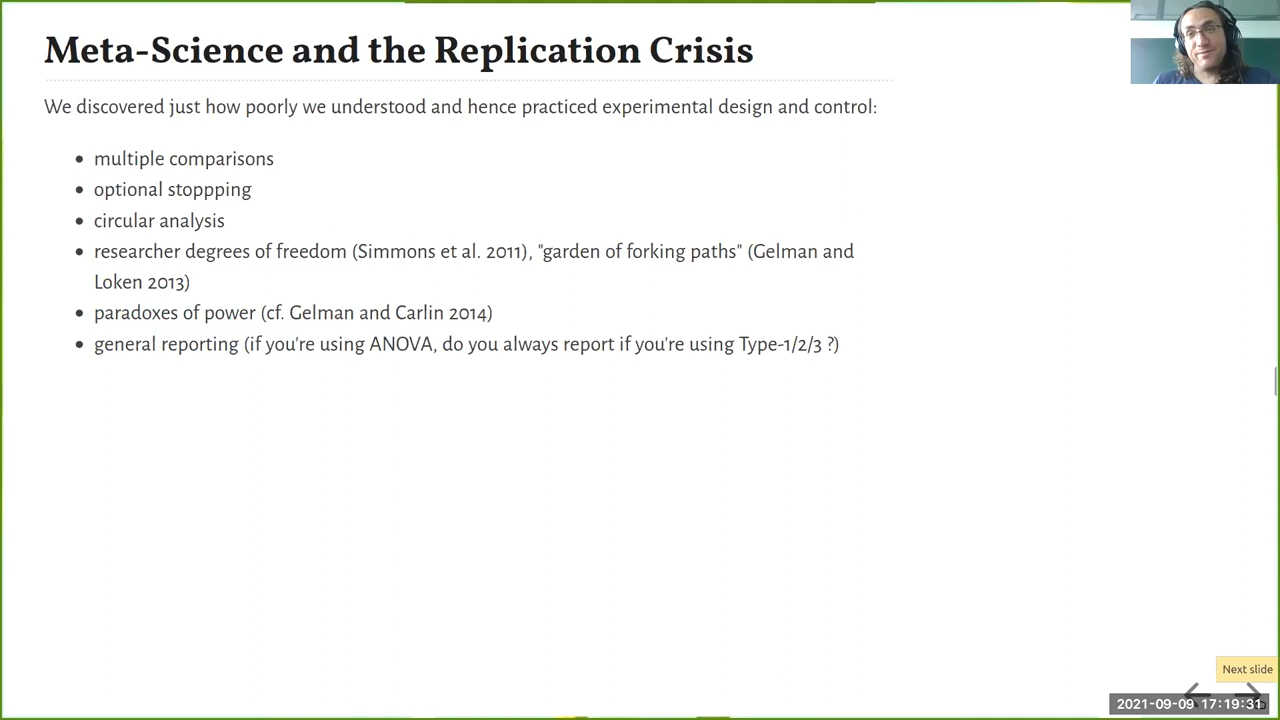 Meta-Science and the Replication Crisis
We discovered just how poorly we understood and hence practiced experimental design and control:
• multiple comparisons
• optional stoppping
• circular analysis
• researcher degrees of freedom (Simmons et al. 2011), "garden of forking paths" (Gelman and
Loken 2013)
• paradoxes of power (cf. Gelman and Carlin 2014)
• general reporting (if you're using ANOVA, do you always report if you're using Type-1/2/3 ?)
Next slide
2021-09-09 17:19:31